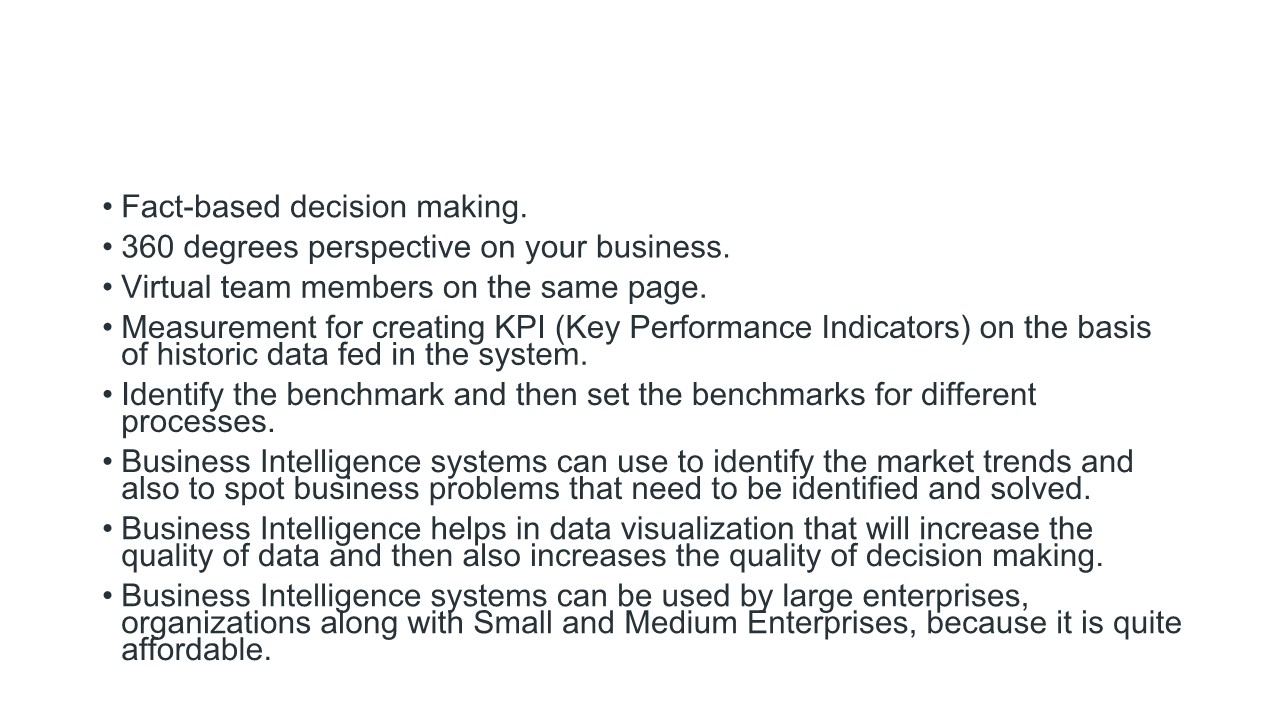 • Fact-based decision making.
• 360 degrees perspective on your business.
• Virtual team members on the same page.
• Measurement for creating KPI (Key Performance Indicators) on the basis
of historic data fed in the system.
• Identify the benchmark and then set the benchmarks for different
processes.
• Business Intelligence systems can use to identify the market trends and
also to spot business problems that need to be identified and solved.
• Business Intelligence helps in data visualization that will increase the
quality of data and then also increases the quality of decision making.
• Business Intelligence systems can be used by large enterprises,
organizations along with Small and Medium Enterprises, because it is quite
affordable.